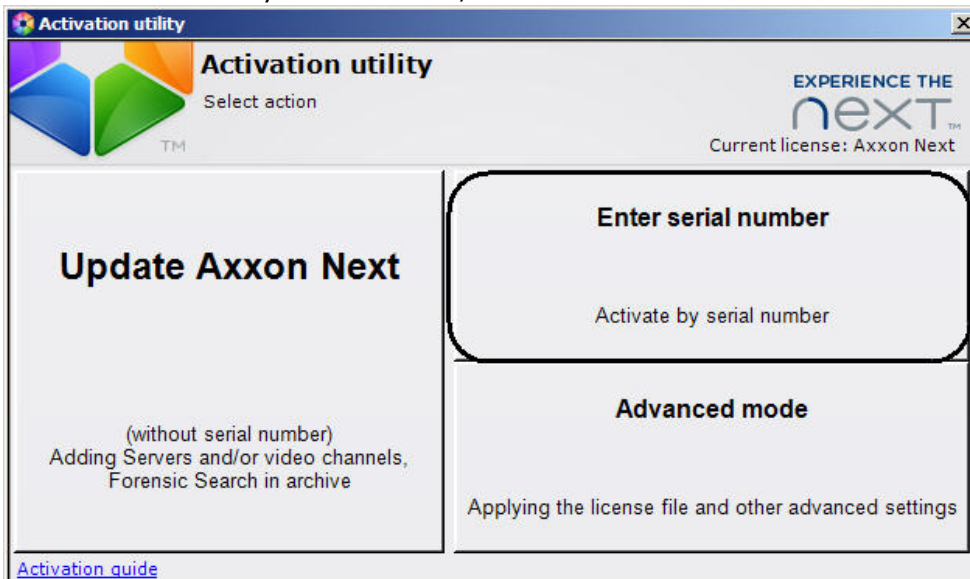 Activation utility
Activation utility
Select action
TM
EXPERIENCE THE
next TM
Current license: Axxon Next
Update Axxon Next
(without serial number)
Adding Servers and/or video channels,
Forensic Search in archive
Enter serial number
Activate by serial number
Advanced mode
Applying the license file and other advanced settings
Activation guide